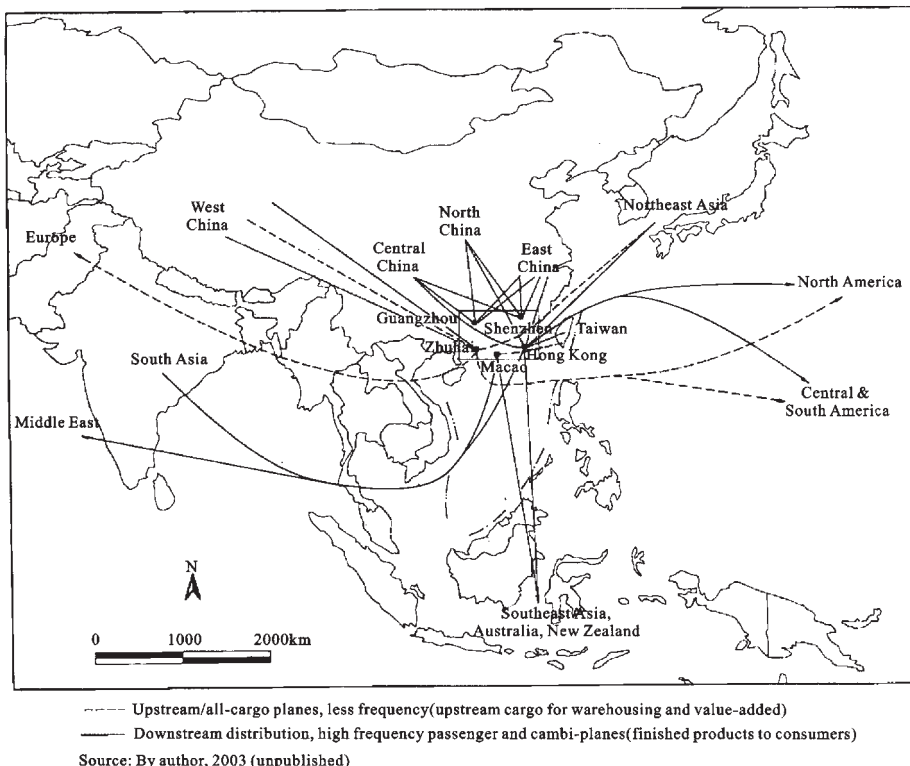 Northeast Asia
North
China
West
China
Europe
Central
China
East
China
North America
Guangzhou
Shenzhen
Taiwan
Zhuhai
Hong Kong
Macao
South Asia
Central &
South America
Middle East
N
Southeast Asia,
Australia, New Zealand
0 1000 2000km
Upstream/all-cargo planes, less frequency(upstream cargo for warehousing and value-added)
Downstream distribution, high frequency passenger and cambi-planes(finished products to consumers)
Source: By author, 2003 (unpublished)